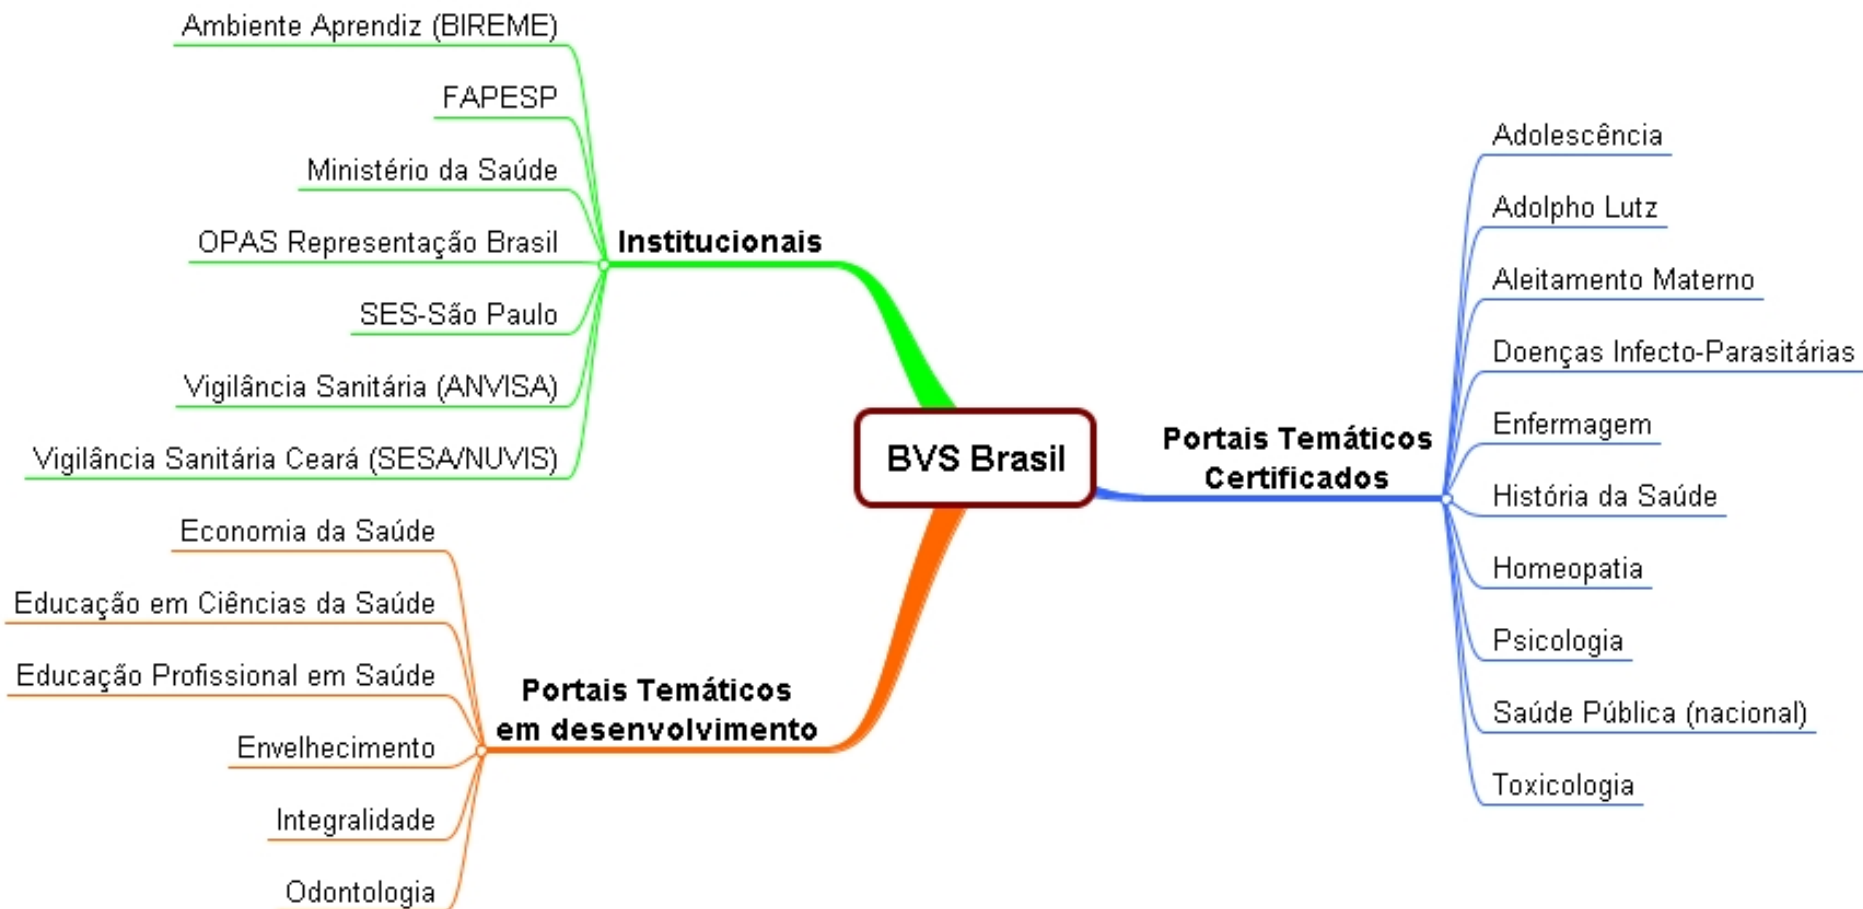 Ambiente Aprendiz (BIREME)
FAPESP
Ministério da Saúde
OPAS Representação Brasil
SES-São Paulo
Vigilância Sanitária (ANVISA)
Vigilância Sanitária Ceará (SESA/NUVIS)
Institucionais
Economia da Saúde
Educação em Ciências da Saúde
Educação Profissional em Saúde
Envelhecimento
Integralidade
Odontologia
Portais Temáticos
em desenvolvimento
BVS Brasil
Portais Temáticos
Certificados
Adolescência
Adolpho Lutz
Aleitamento Materno
Doenças Infecto-Parasitárias
Enfermagem
História da Saúde
Homeopatia
Psicologia
Saúde Pública (nacional)
Toxicologia